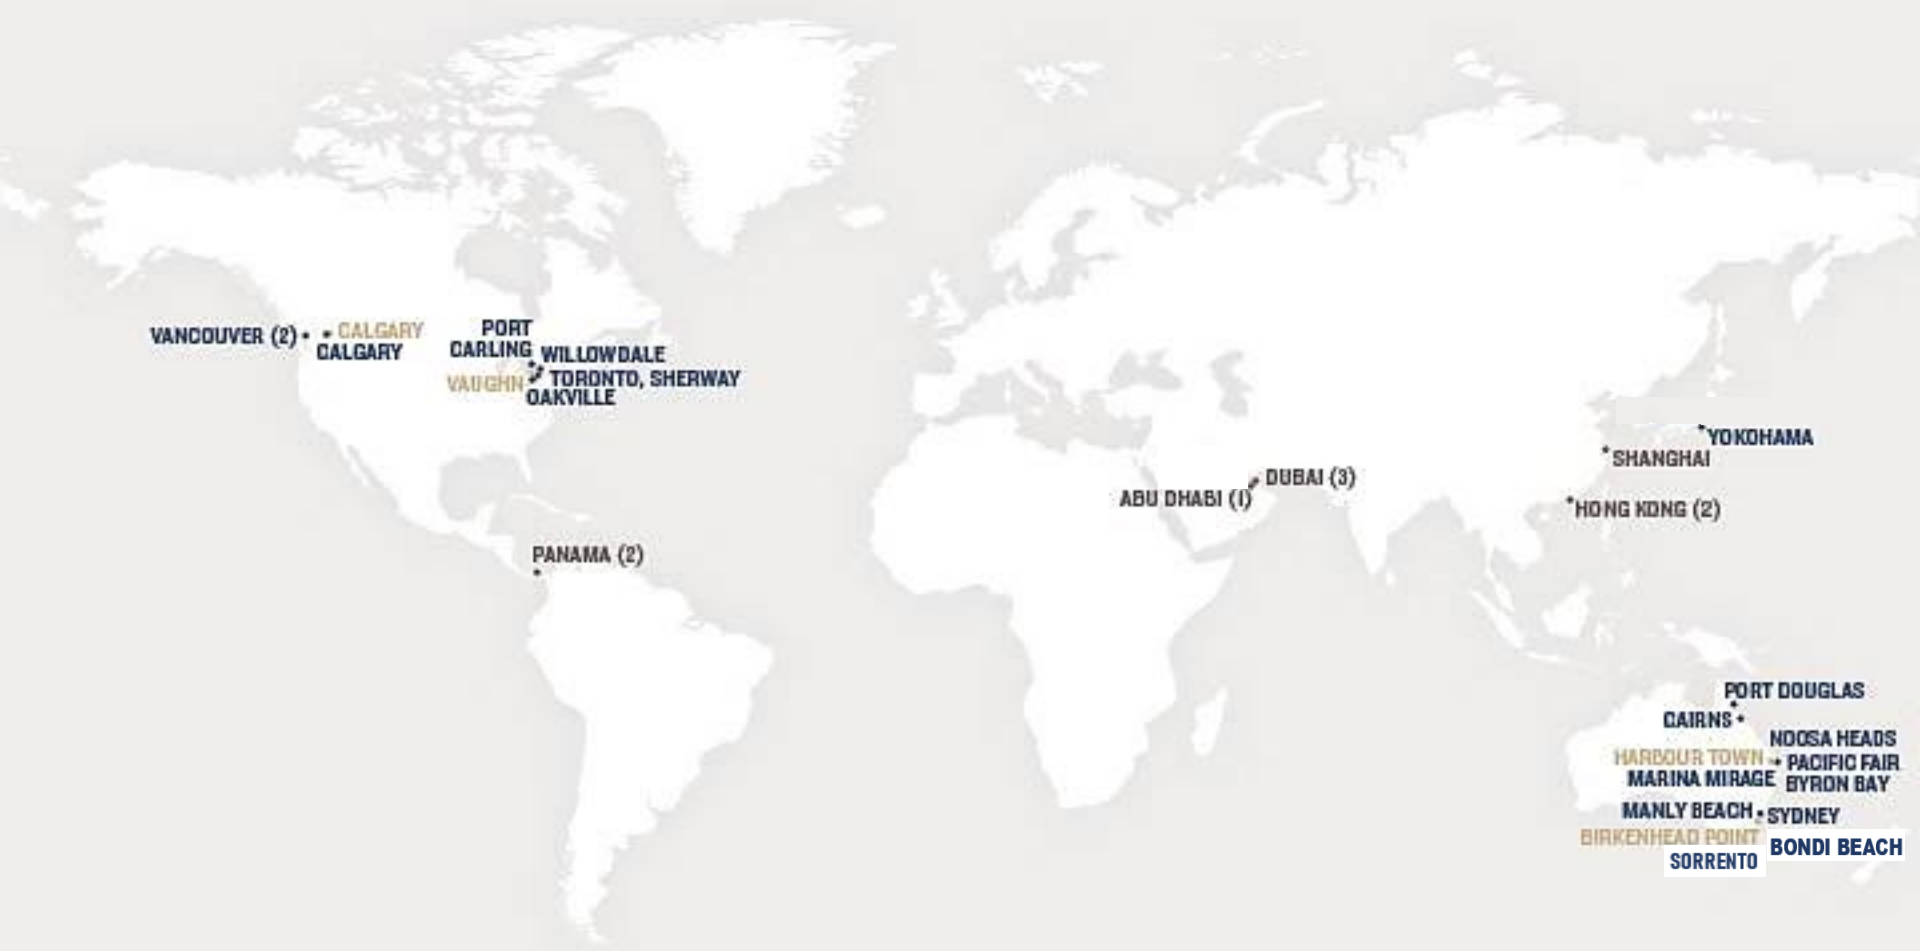 VANCOUVER (2)
CALGARY
CALGARY
PORT
CARLING
WILLOWDALE
VAUGHN
TORONTO, SHERWAY
OAKVILLE
YOKOHAMA
SHANGHAI
DUBAI (3)
ABU DHABI (1)
HONG KONG (2)
PANAMA (2)
PORT DOUGLAS
CAIRNS
NOOSA HEADS
HARBOUR TOWN
PACIFIC FAIR
MARINA MIRAGE
BYRON BAY
MANLY BEACH
SYDNEY
BIRKENHEAD POINT
BONDI BEACH
SORRENTO